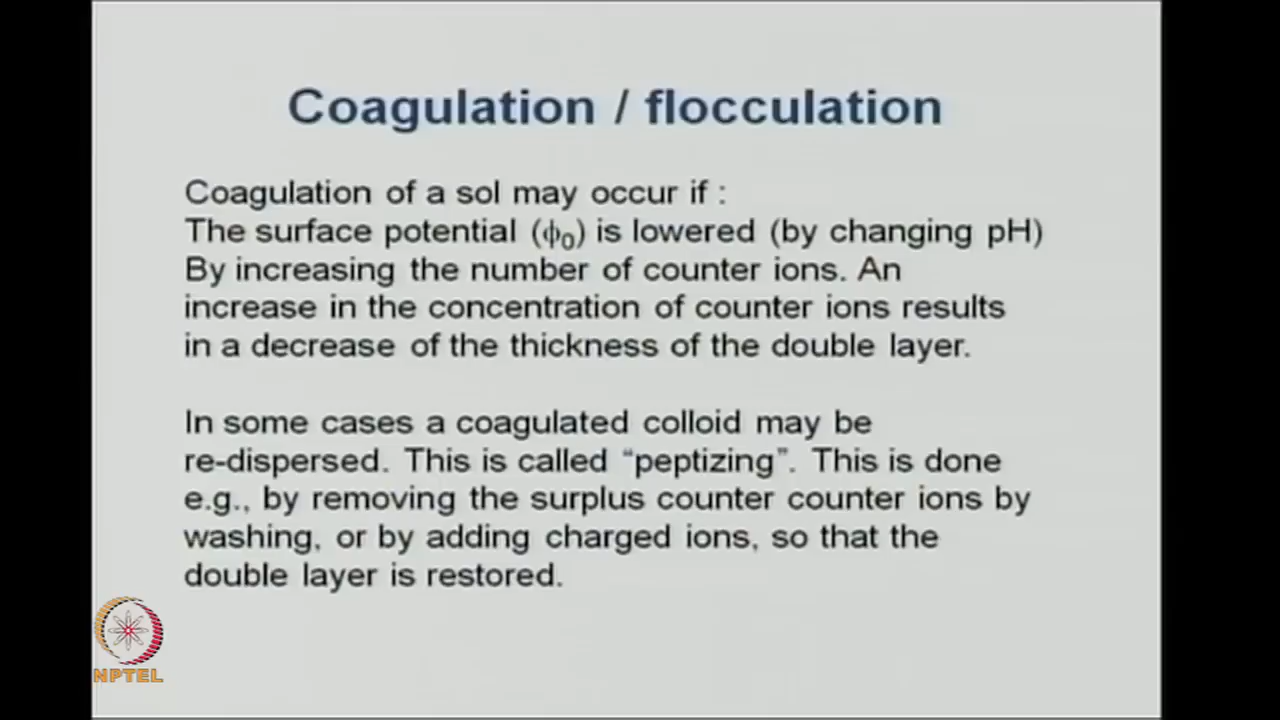 Coagulation / flocculation
Coagulation of a sol may occur if :
The surface potential (ϕ0) is lowered (by changing pH)
By increasing the number of counter ions. An
increase in the concentration of counter ions results
in a decrease of the thickness of the double layer.
In some cases a coagulated colloid may be
re-dispersed. This is called “peptizing”. This is done
e.g., by removing the surplus counter counter ions by
washing, or by adding charged ions, so that the
double layer is restored.
NPTEL